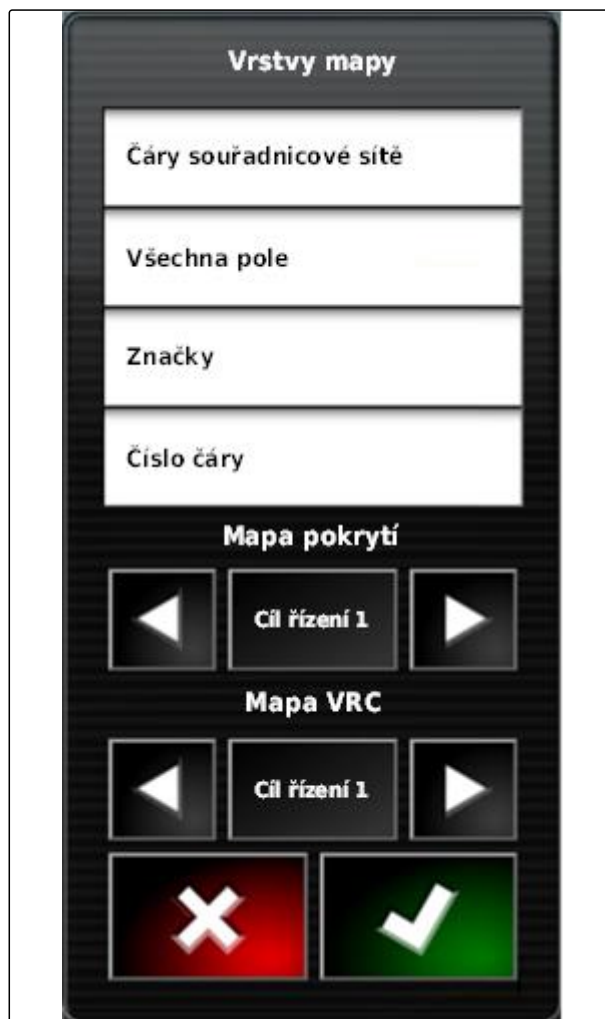 Vrstvy mapy
Čáry souřadnicové sítě
Všechna pole
Značky
Číslo čáry
Mapa pokrytí
Cíl řízení 1
Mapa VRC
Cíl řízení 1